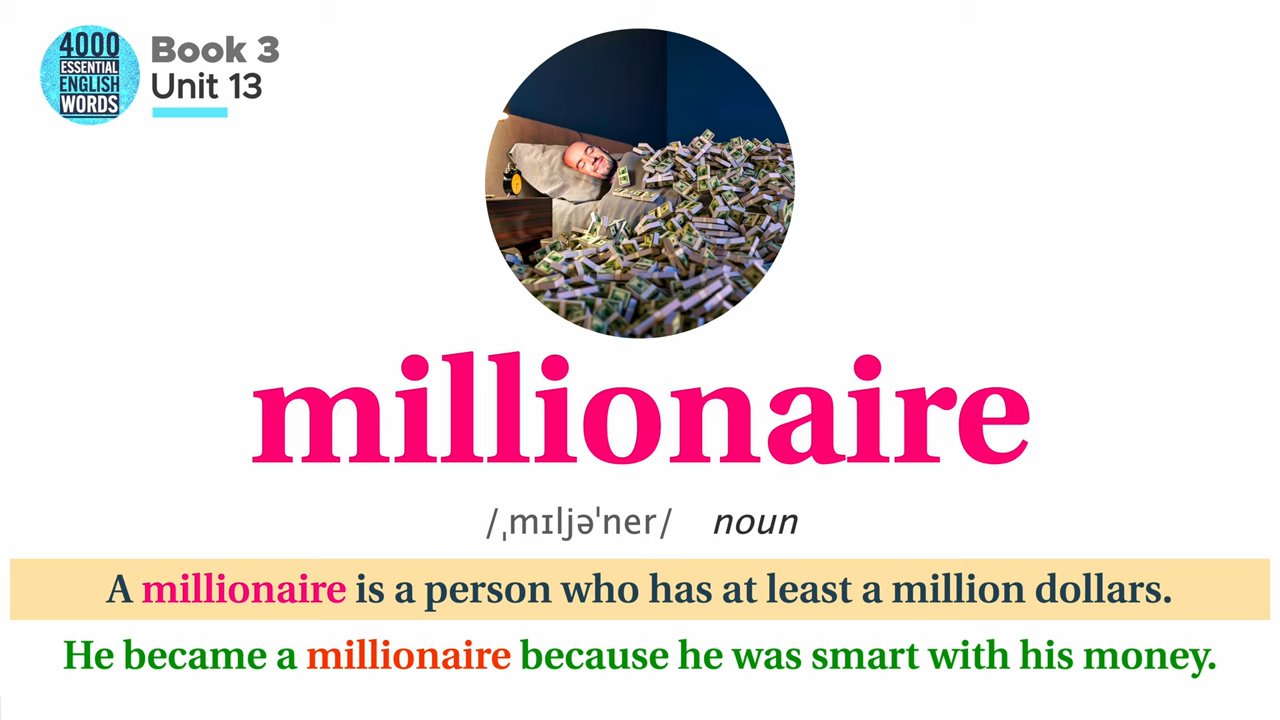 4000
ESSENTIAL
ENGLISH
WORDS
Book 3
Unit 13
millionaire
/ˌmɪljəˈner/ noun
A millionaire is a person who has at least a million dollars.
He became a millionaire because he was smart with his money.